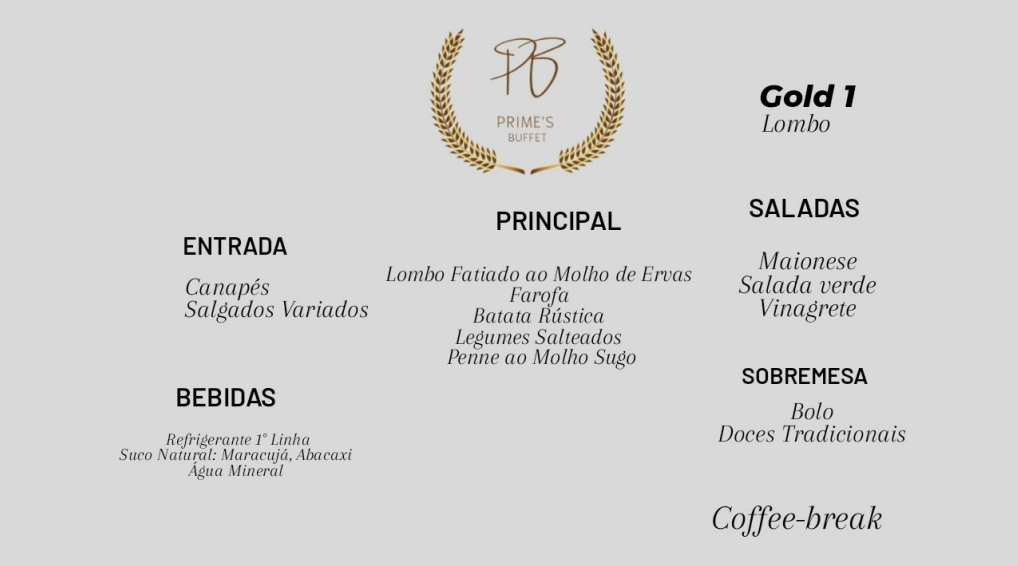 PB
PRIME'S
BUFFET
Gold 1
Lombo
ENTRADA
Canapés
Salgados Variados
BEBIDAS
Refrigerante 1° Linha
Suco Natural: Maracujá, Abacaxi
Água Mineral
PRINCIPAL
Lombo Fatiado ao Molho de Ervas
Farofa
Batata Rústica
Legumes Salteados
Penne ao Molho Sugo
SALADAS
Maionese
Salada verde
Vinagrete
SOBREMESA
Bolo
Doces Tradicionais
Coffee-break